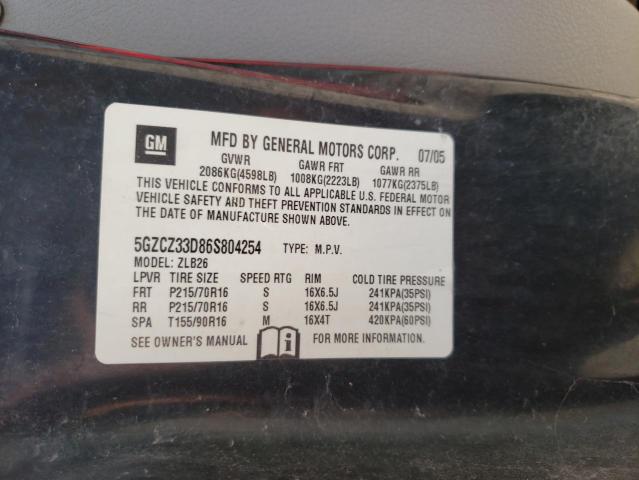 GM MFD BY GENERAL MOTORS CORP. 07/05
GVWR GAWR FRT GAWR RR
2086KG(4598LB) 1008KG(2223LB) 1077KG(2375LB)
THIS VEHICLE CONFORMS TO ALL APPLICABLE U.S. FEDERAL MOTOR
VEHICLE SAFETY AND THEFT PREVENTION STANDARDS IN EFFECT ON
THE DATE OF MANUFACTURE SHOWN ABOVE.
5GZCZ33D86S804254 TYPE: M.P.V.
MODEL: ZLB26
LPVR TIRE SIZE SPEED RTG RIM COLD TIRE PRESSURE
FRT P215/70R16 S 16X6.5J 241KPA(35PSI)
RR P215/70R16 S 16X6.5J 241KPA(35PSI)
SPA T155/90R16 M 16X4T 420KPA(60PSI)
SEE OWNER'S MANUAL i FOR MORE INFORMATION.